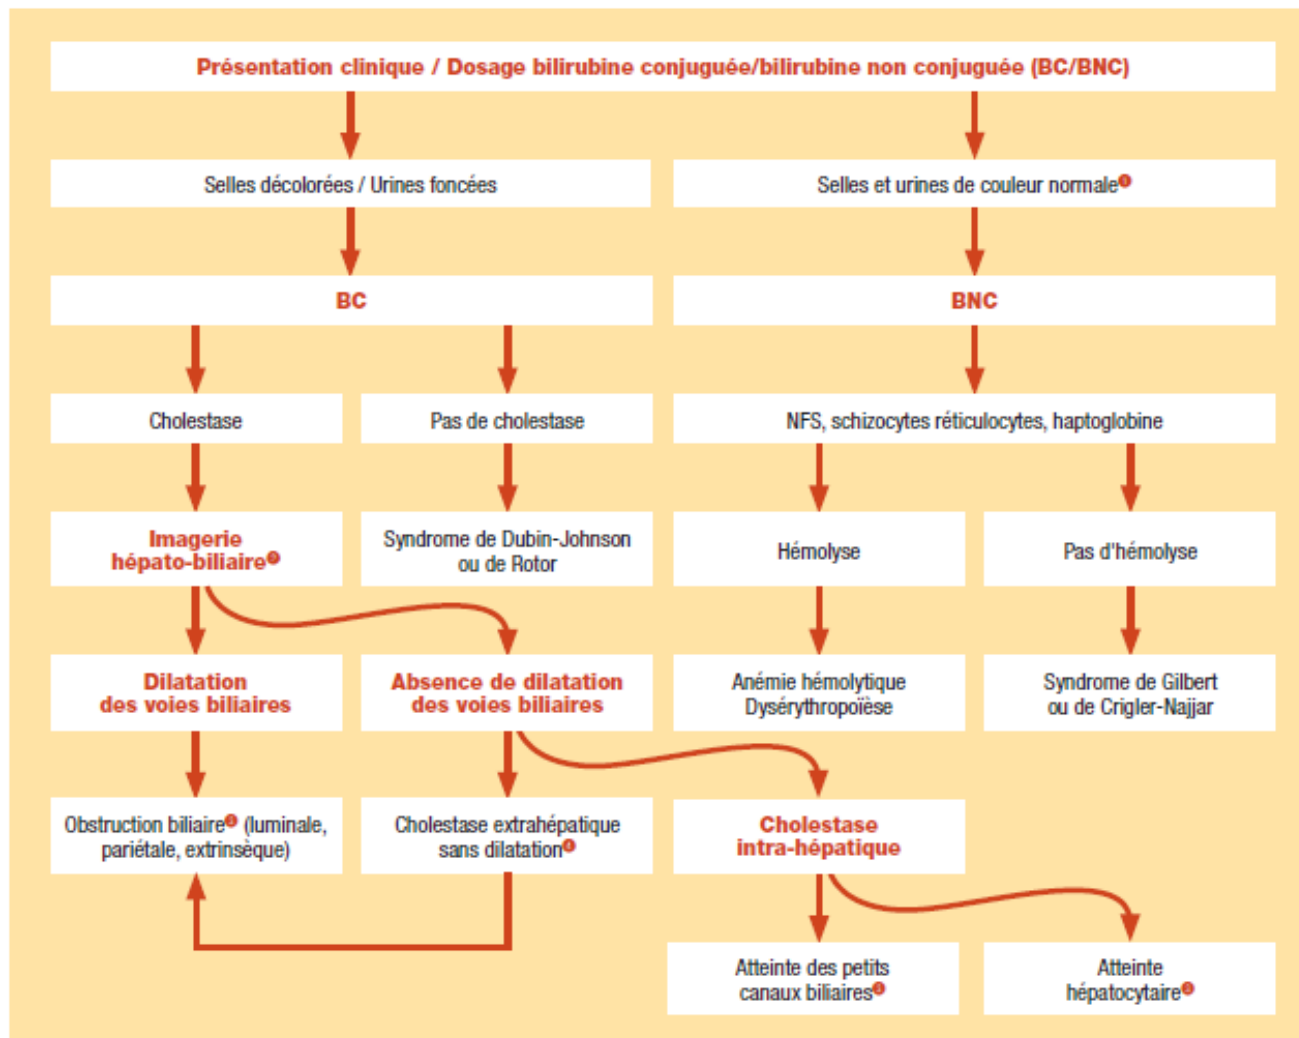 Présentation clinique / Dosage bilirubine conjuguée/bilirubine non conjuguée (BC/BNC)
Selles décolorées / Urines foncées
Selles et urines de couleur normale
BC
BNC
Cholestase
Pas de cholestase
NFS, schizocytes réticulocytes, haptoglobine
Imagerie
hépato-biliaire
Syndrome de Dubin-Johnson
ou de Rotor
Hémolyse
Pas d'hémolyse
Dilatation
des voies biliaires
Absence de dilatation
des voies biliaires
Anémie hémolytique
Dysérythropoïèse
Syndrome de Gilbert
ou de Crigler-Najjar
Obstruction biliaire (luminale,
pariétale, extrinsèque)
Cholestase extrahépatique
sans dilatation
Cholestase
intra-hépatique
Atteinte des petits
canaux biliaires
Atteinte
hépatocytaire